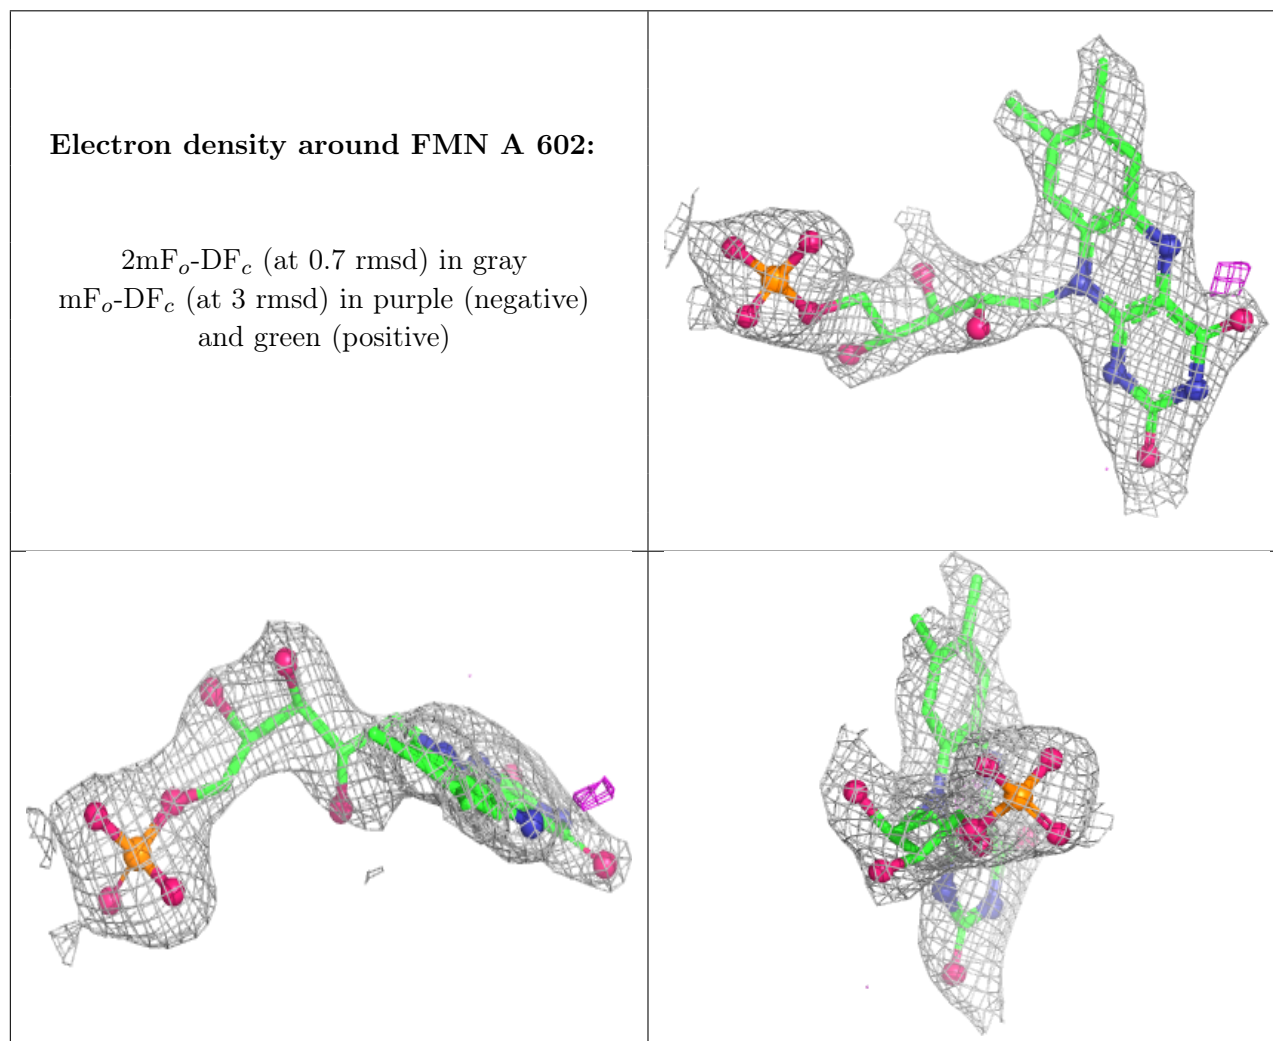 Electron density around FMN A 602:
2mFo-DFc (at 0.7 rmsd) in gray
mFo-DFc (at 3 rmsd) in purple (negative)
and green (positive)